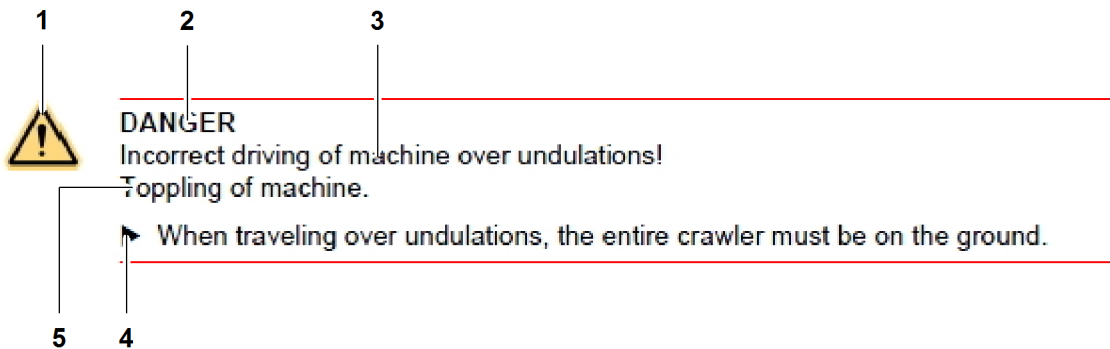 1 2 3
DANGER
Incorrect driving of machine over undulations!
Toppling of machine.
When traveling over undulations, the entire crawler must be on the ground.
5 4